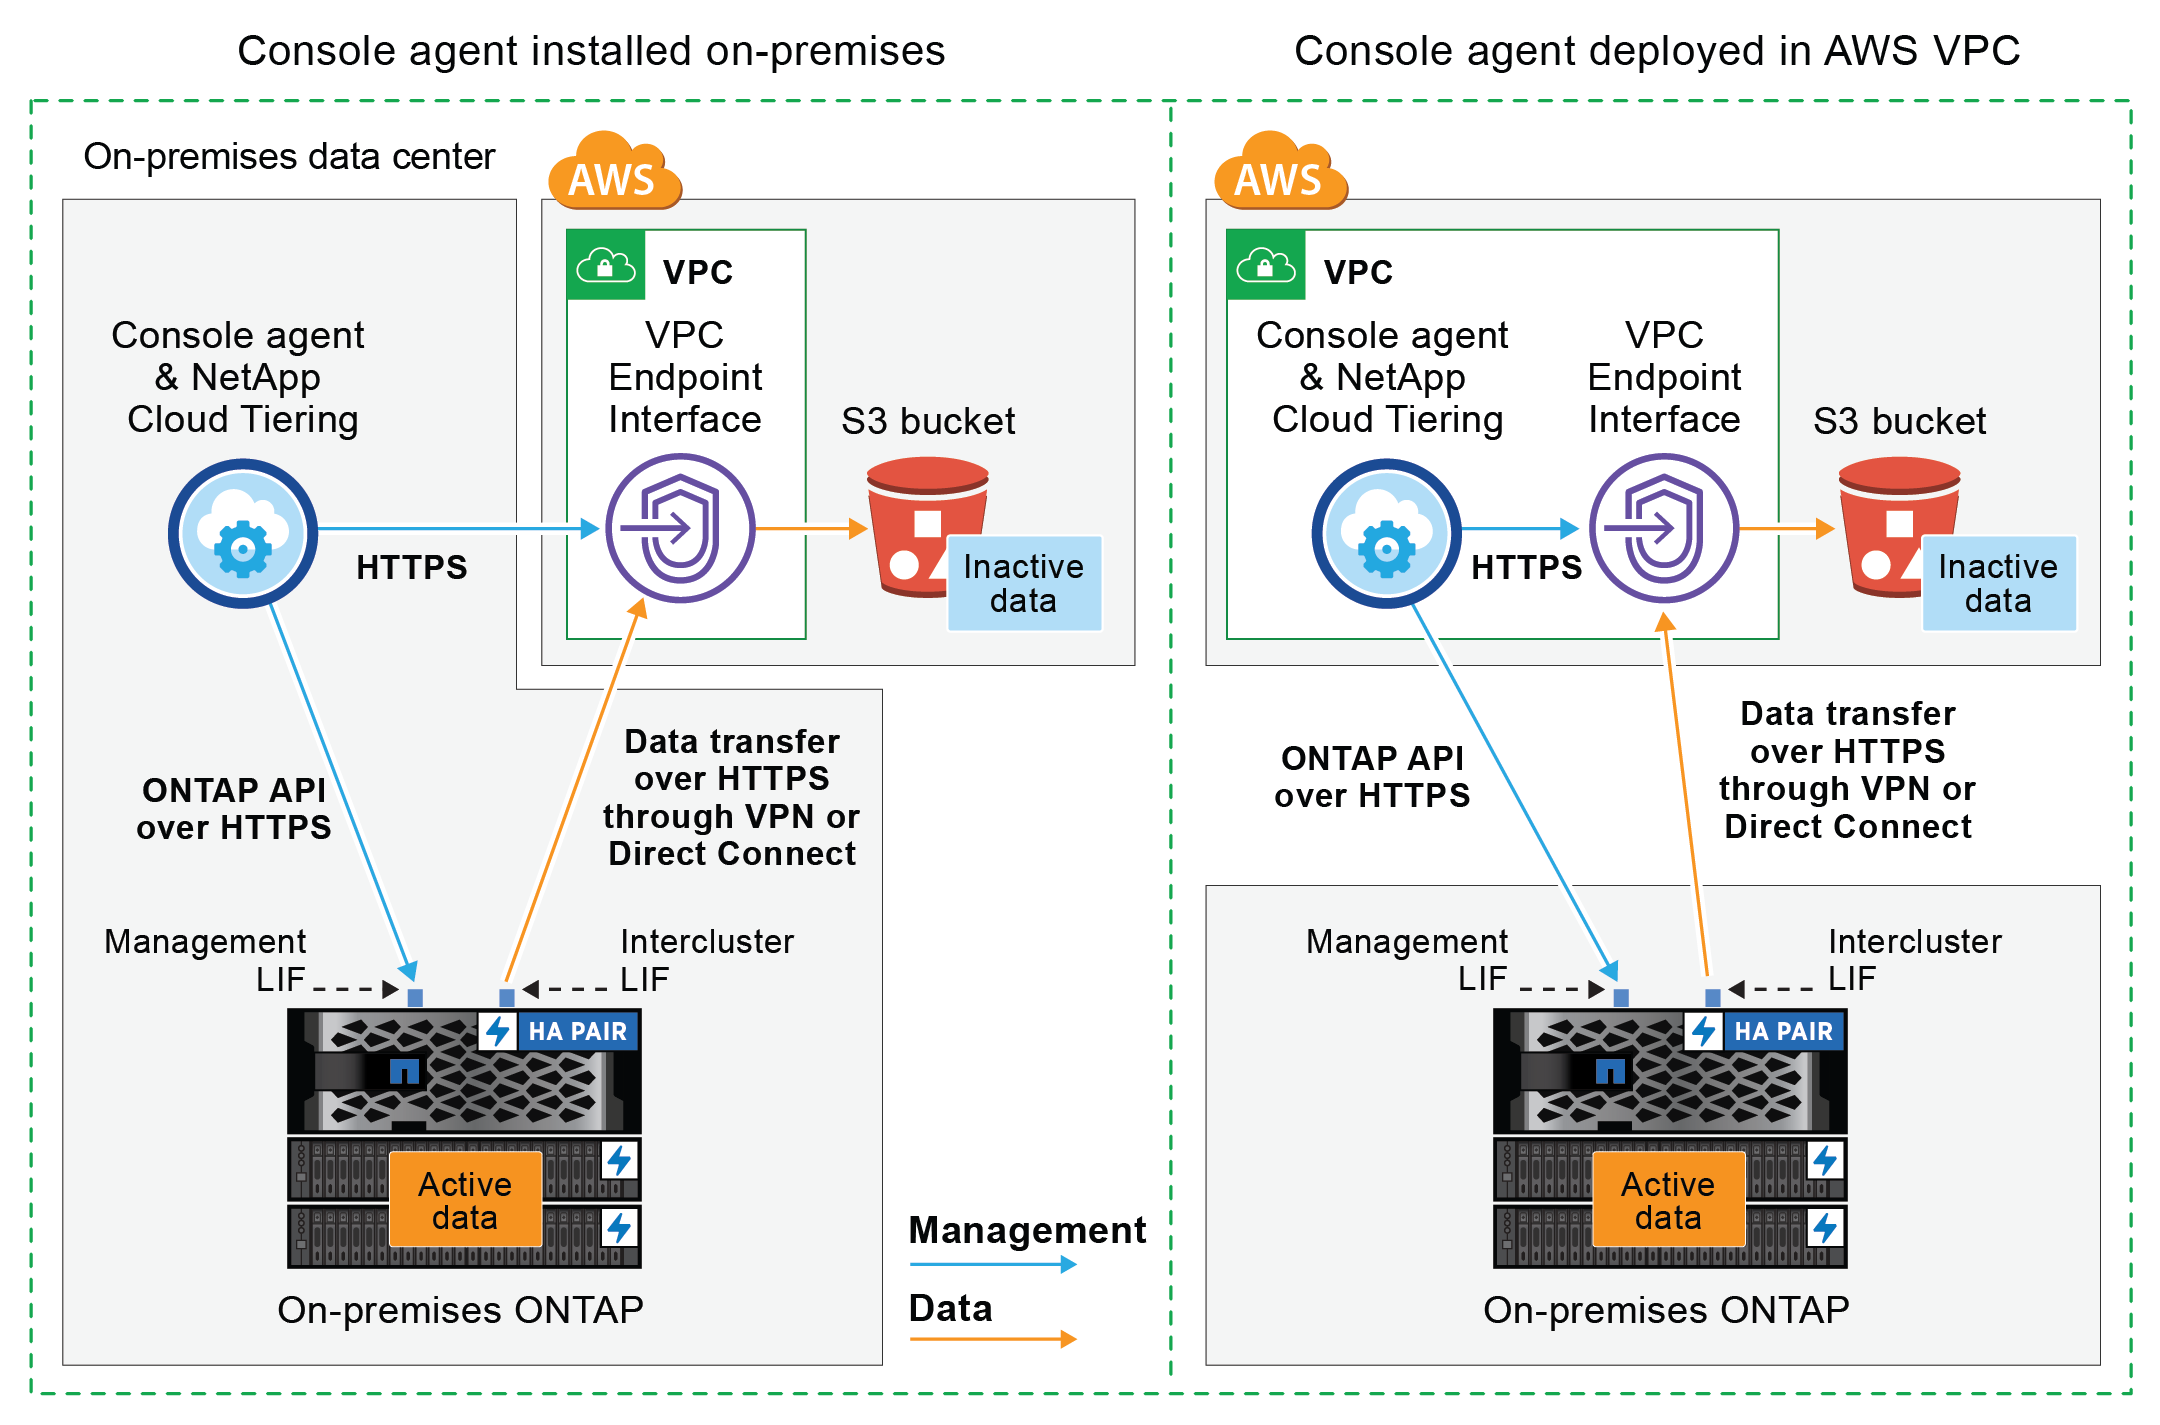 Console agent installed on-premises
On-premises data center
AWS
VPC
Console agent
& NetApp
Cloud Tiering
VPC
Endpoint
Interface
S3 bucket
HTTPS
Inactive
data
ONTAP API
over HTTPS
Data transfer
over HTTPS
through VPN or
Direct Connect
Management
LIF
Intercluster
LIF
HA PAIR
Active
data
On-premises ONTAP
Management
Data
Console agent deployed in AWS VPC
AWS
VPC
Console agent
& NetApp
Cloud Tiering
VPC
Endpoint
Interface
S3 bucket
HTTPS
Inactive
data
ONTAP API
over HTTPS
Data transfer
over HTTPS
through VPN or
Direct Connect
Management
LIF
Intercluster
LIF
HA PAIR
Active
data
On-premises ONTAP